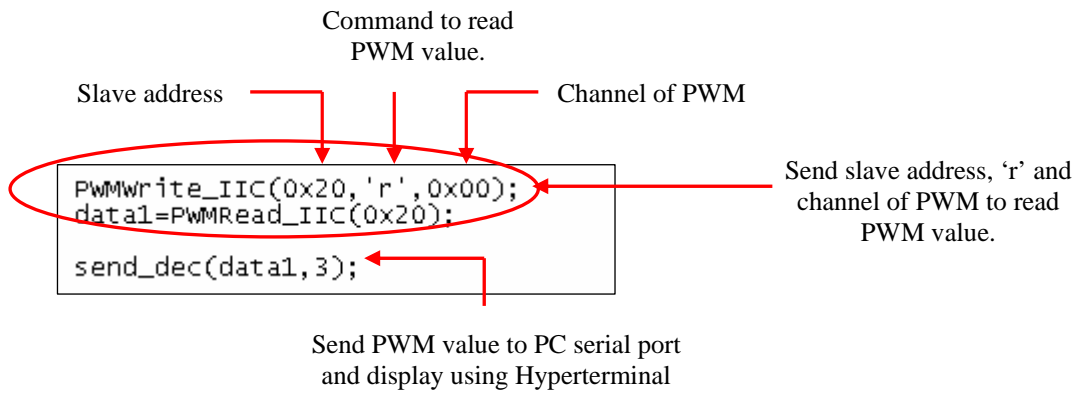 Command to read
PWM value.
Slave address
Channel of PWM
PWMWrite_IIC(0x20,'r',0x00);
data1=PWMRead_IIC(0x20);
send_dec(data1,3);
Send slave address, ‘r’ and
channel of PWM to read
PWM value.
Send PWM value to PC serial port
and display using Hyperterminal